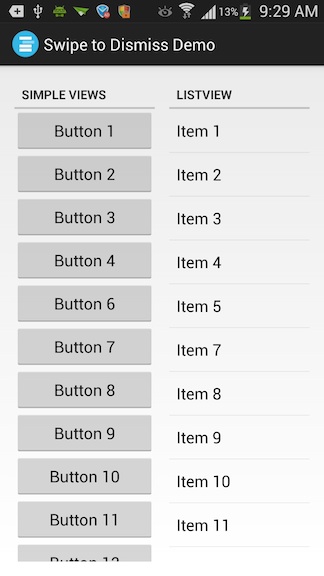 13% 9:29 AM
Swipe to Dismiss Demo
SIMPLE VIEWS
Button 1
Button 2
Button 3
Button 4
Button 6
Button 7
Button 8
Button 9
Button 10
Button 11
LISTVIEW
Item 1
Item 2
Item 3
Item 4
Item 5
Item 7
Item 8
Item 9
Item 10
Item 11